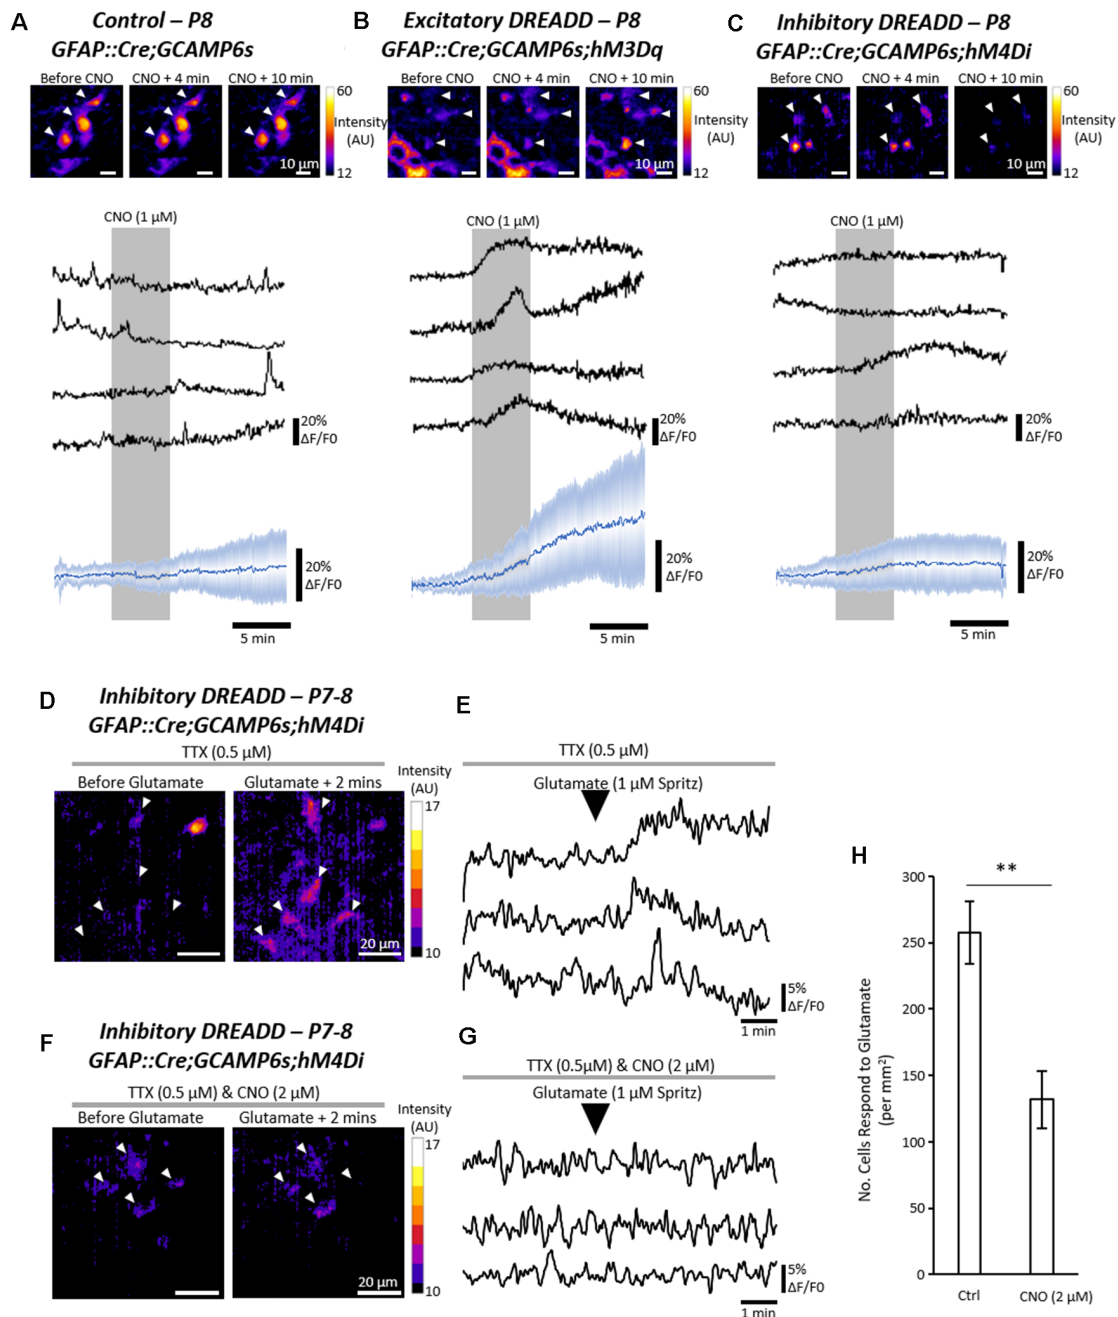 A
Control – P8
GFAP::Cre;GCAMP6s
Before CNO
CNO + 4 min
CNO + 10 min
60
Intensity
(AU)
12
10 µm
CNO (1 µM)
20%
ΔF/F0
20%
ΔF/F0
5 min
B
Excitatory DREADD – P8
GFAP::Cre;GCAMP6s;hM3Dq
Before CNO
CNO + 4 min
CNO + 10 min
60
Intensity
(AU)
12
10 µm
CNO (1 µM)
20%
ΔF/F0
20%
ΔF/F0
5 min
C
Inhibitory DREADD – P8
GFAP::Cre;GCAMP6s;hM4Di
Before CNO
CNO + 4 min
CNO + 10 min
60
Intensity
(AU)
12
10 µm
CNO (1 µM)
20%
ΔF/F0
20%
ΔF/F0
5 min
D
Inhibitory DREADD – P7-8
GFAP::Cre;GCAMP6s;hM4Di
TTX (0.5 µM)
Before Glutamate
Glutamate + 2 mins
Intensity
(AU)
17
10
20 µm
E
TTX (0.5 µM)
Glutamate (1 µM Spritz)
5%
ΔF/F0
1 min
F
Inhibitory DREADD – P7-8
GFAP::Cre;GCAMP6s;hM4Di
TTX (0.5 µM) & CNO (2 µM)
Before Glutamate
Glutamate + 2 mins
Intensity
(AU)
17
10
20 µm
G
TTX (0.5µM) & CNO (2 µM)
Glutamate (1 µM Spritz)
5%
ΔF/F0
1 min
H
**
No. Cells Respond to Glutamate
(per mm²)
300
250
200
150
100
50
0
Ctrl
CNO (2 µM)